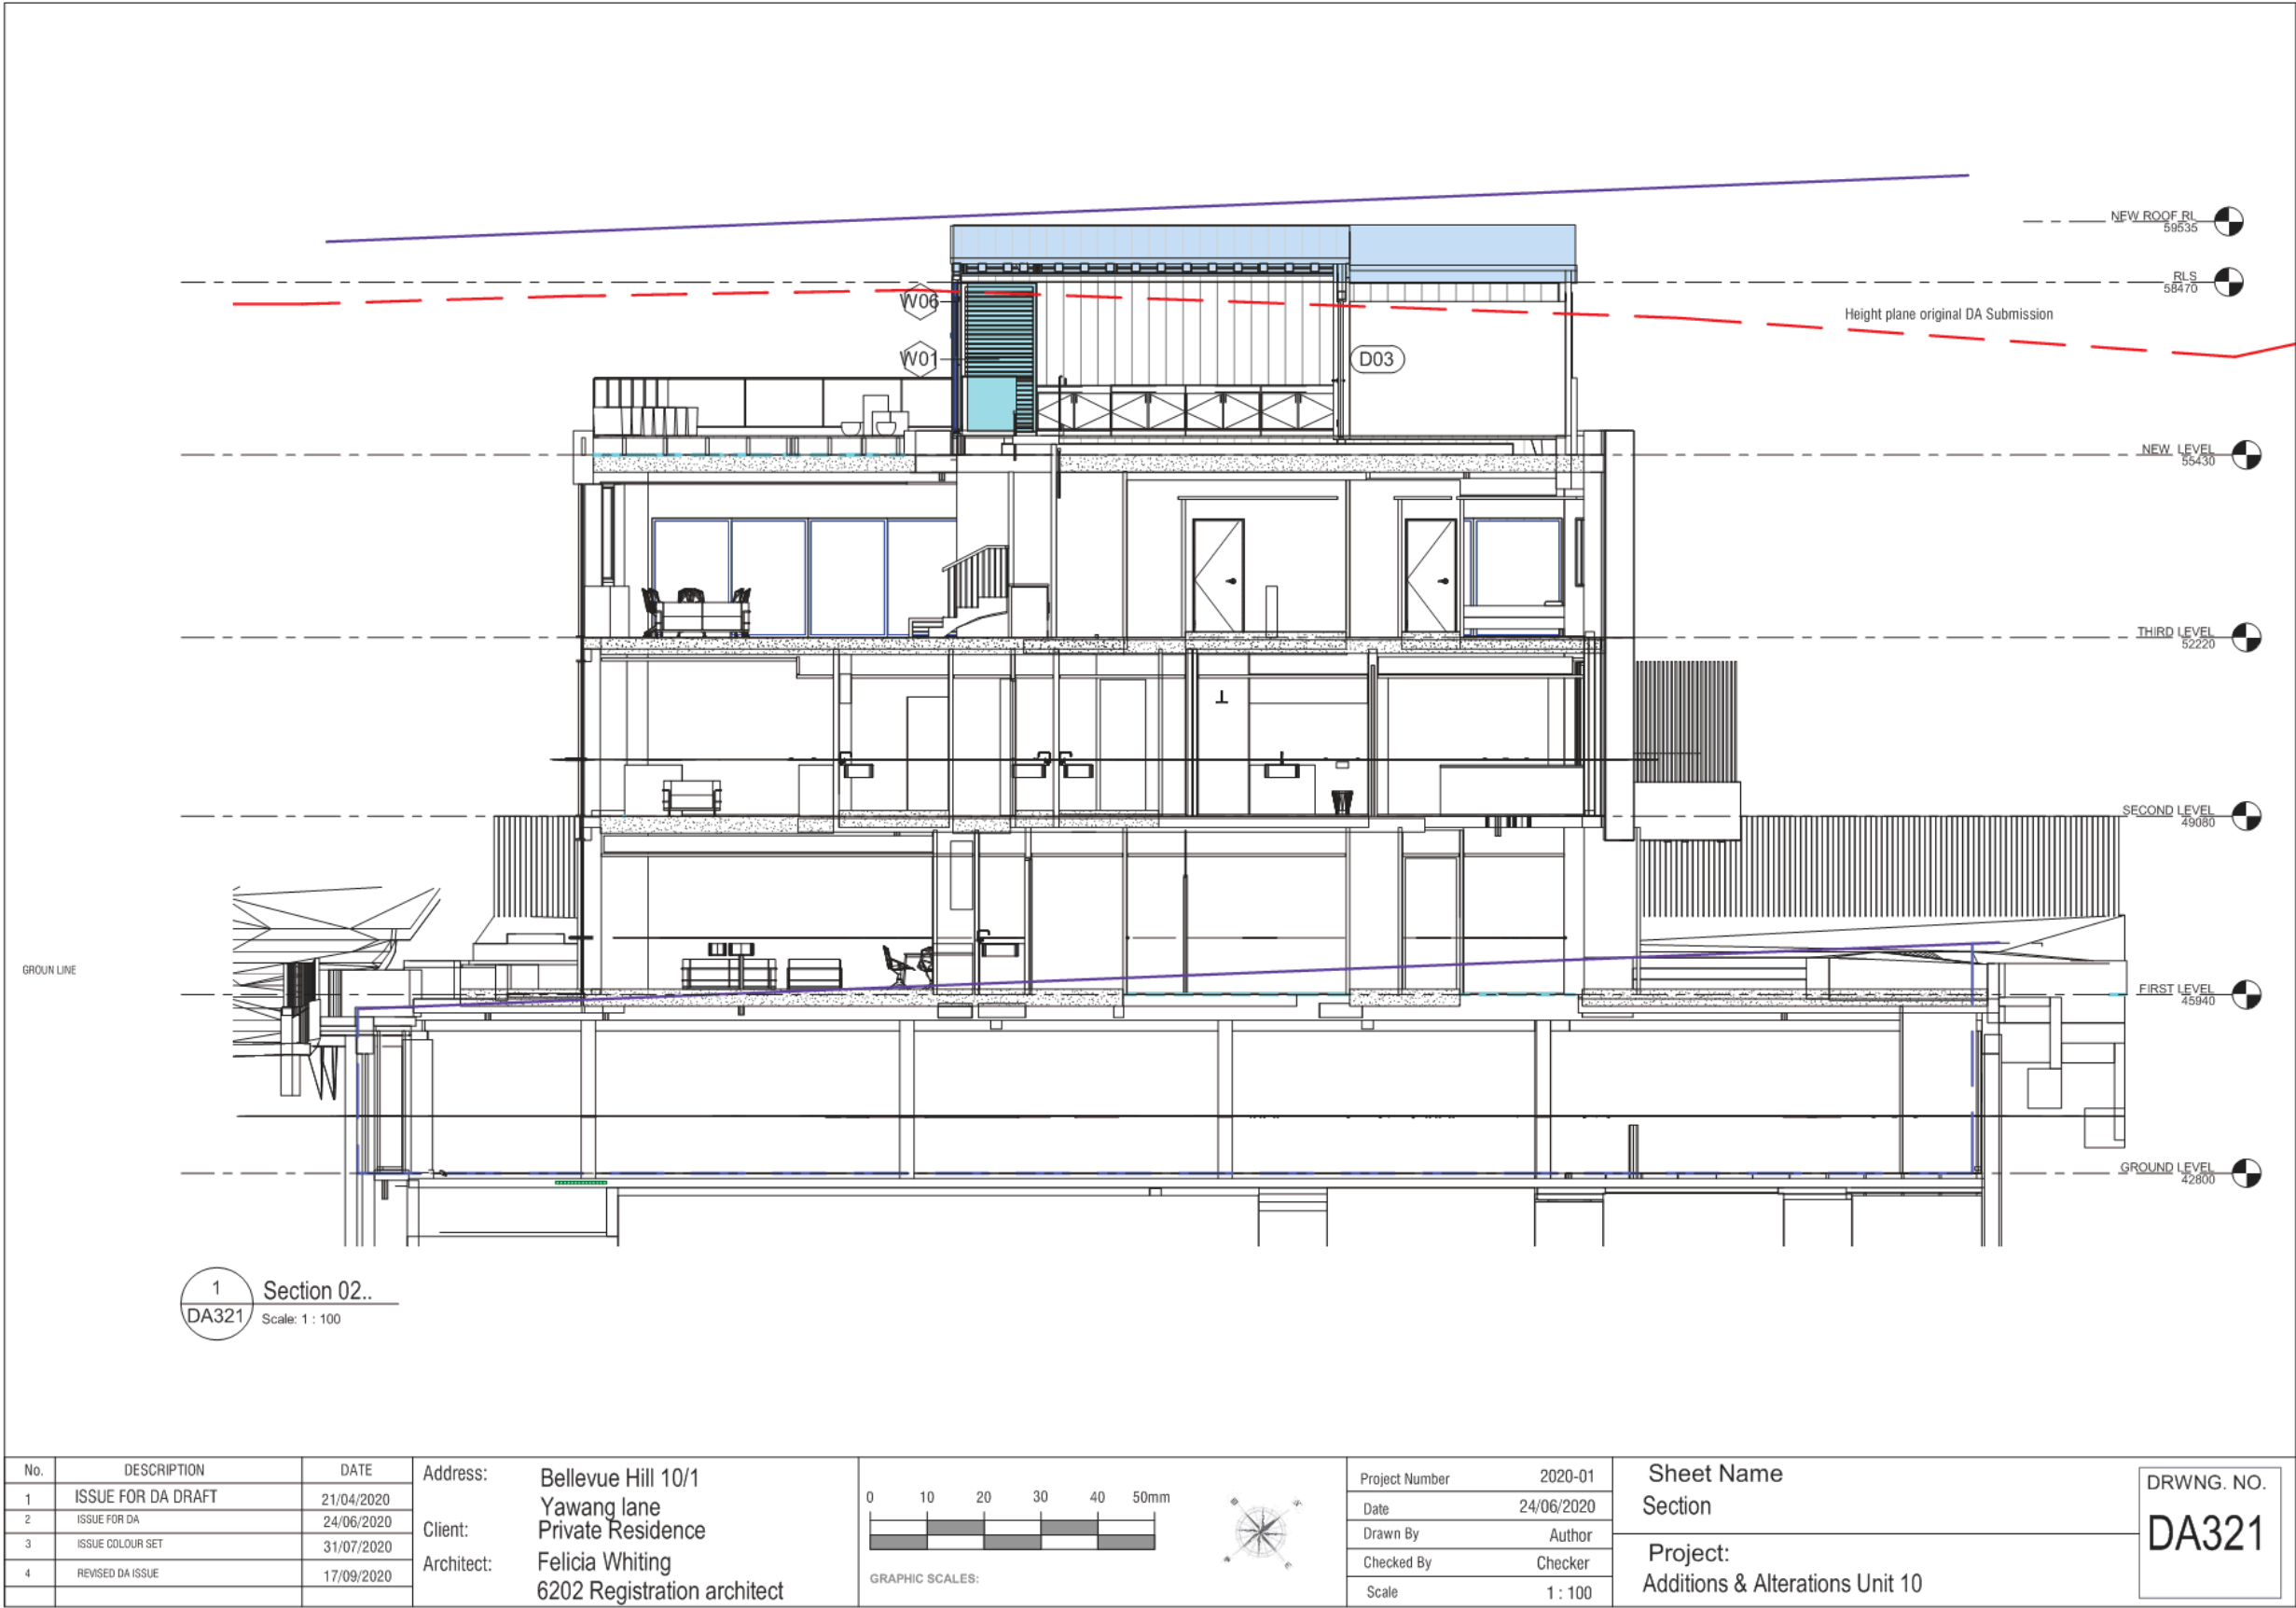 NEW ROOF RL
59535
RLS
58470
Height plane original DA Submission
W06
W01
D03
NEW LEVEL
55430
THIRD LEVEL
52220
SECOND LEVEL
49080
GROUN LINE
FIRST LEVEL
45940
GROUND LEVEL
42800
1
DA321
Section 02..
Scale: 1 : 100
No. DESCRIPTION DATE
1 ISSUE FOR DA DRAFT 21/04/2020
2 ISSUE FOR DA 24/06/2020
3 ISSUE COLOUR SET 31/07/2020
4 REVISED DA ISSUE 17/09/2020
Address: Bellevue Hill 10/1
Yawang lane
Client: Private Residence
Architect: Felicia Whiting
6202 Registration architect
0 10 20 30 40 50mm
GRAPHIC SCALES:
Project Number 2020-01
Date 24/06/2020
Drawn By Author
Checked By Checker
Scale 1 : 100
Sheet Name
Section
Project:
Additions & Alterations Unit 10
DRWNG. NO.
DA321